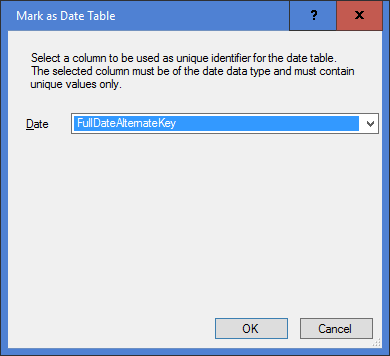 Mark as Date Table
?
X
Select a column to be used as unique identifier for the date table.
The selected column must be of the date data type and must contain
unique values only.
Date
FullDateAlternateKey
OK
Cancel